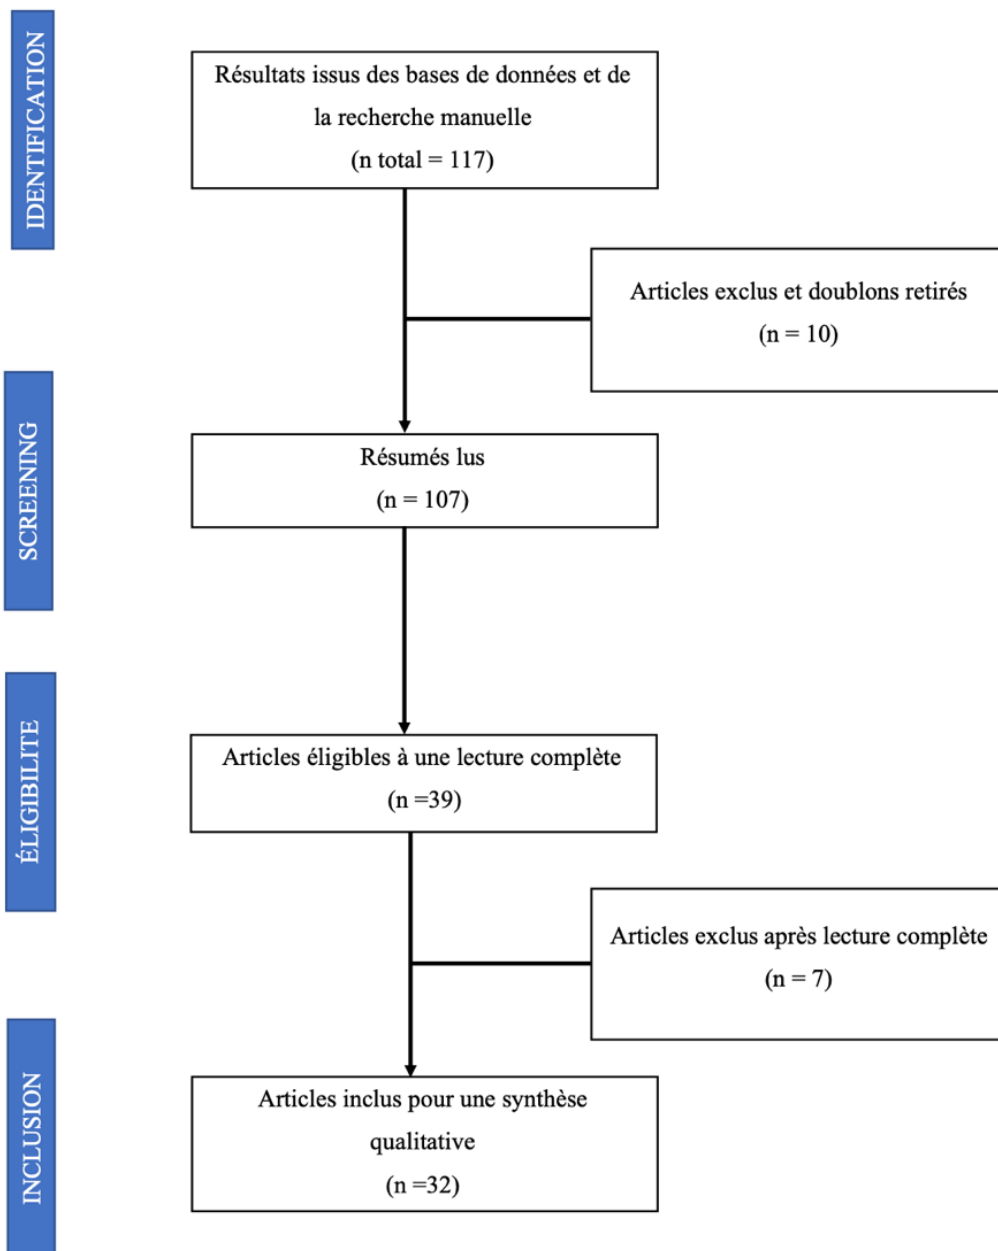 IDENTIFICATION
Résultats issus des bases de données et de
la recherche manuelle
(n total = 117)
Articles exclus et doublons retirés
(n = 10)
SCREENING
Résumés lus
(n = 107)
ÉLIGIBILITE
Articles éligibles à une lecture complète
(n =39)
Articles exclus après lecture complète
(n = 7)
INCLUSION
Articles inclus pour une synthèse
qualitative
(n =32)